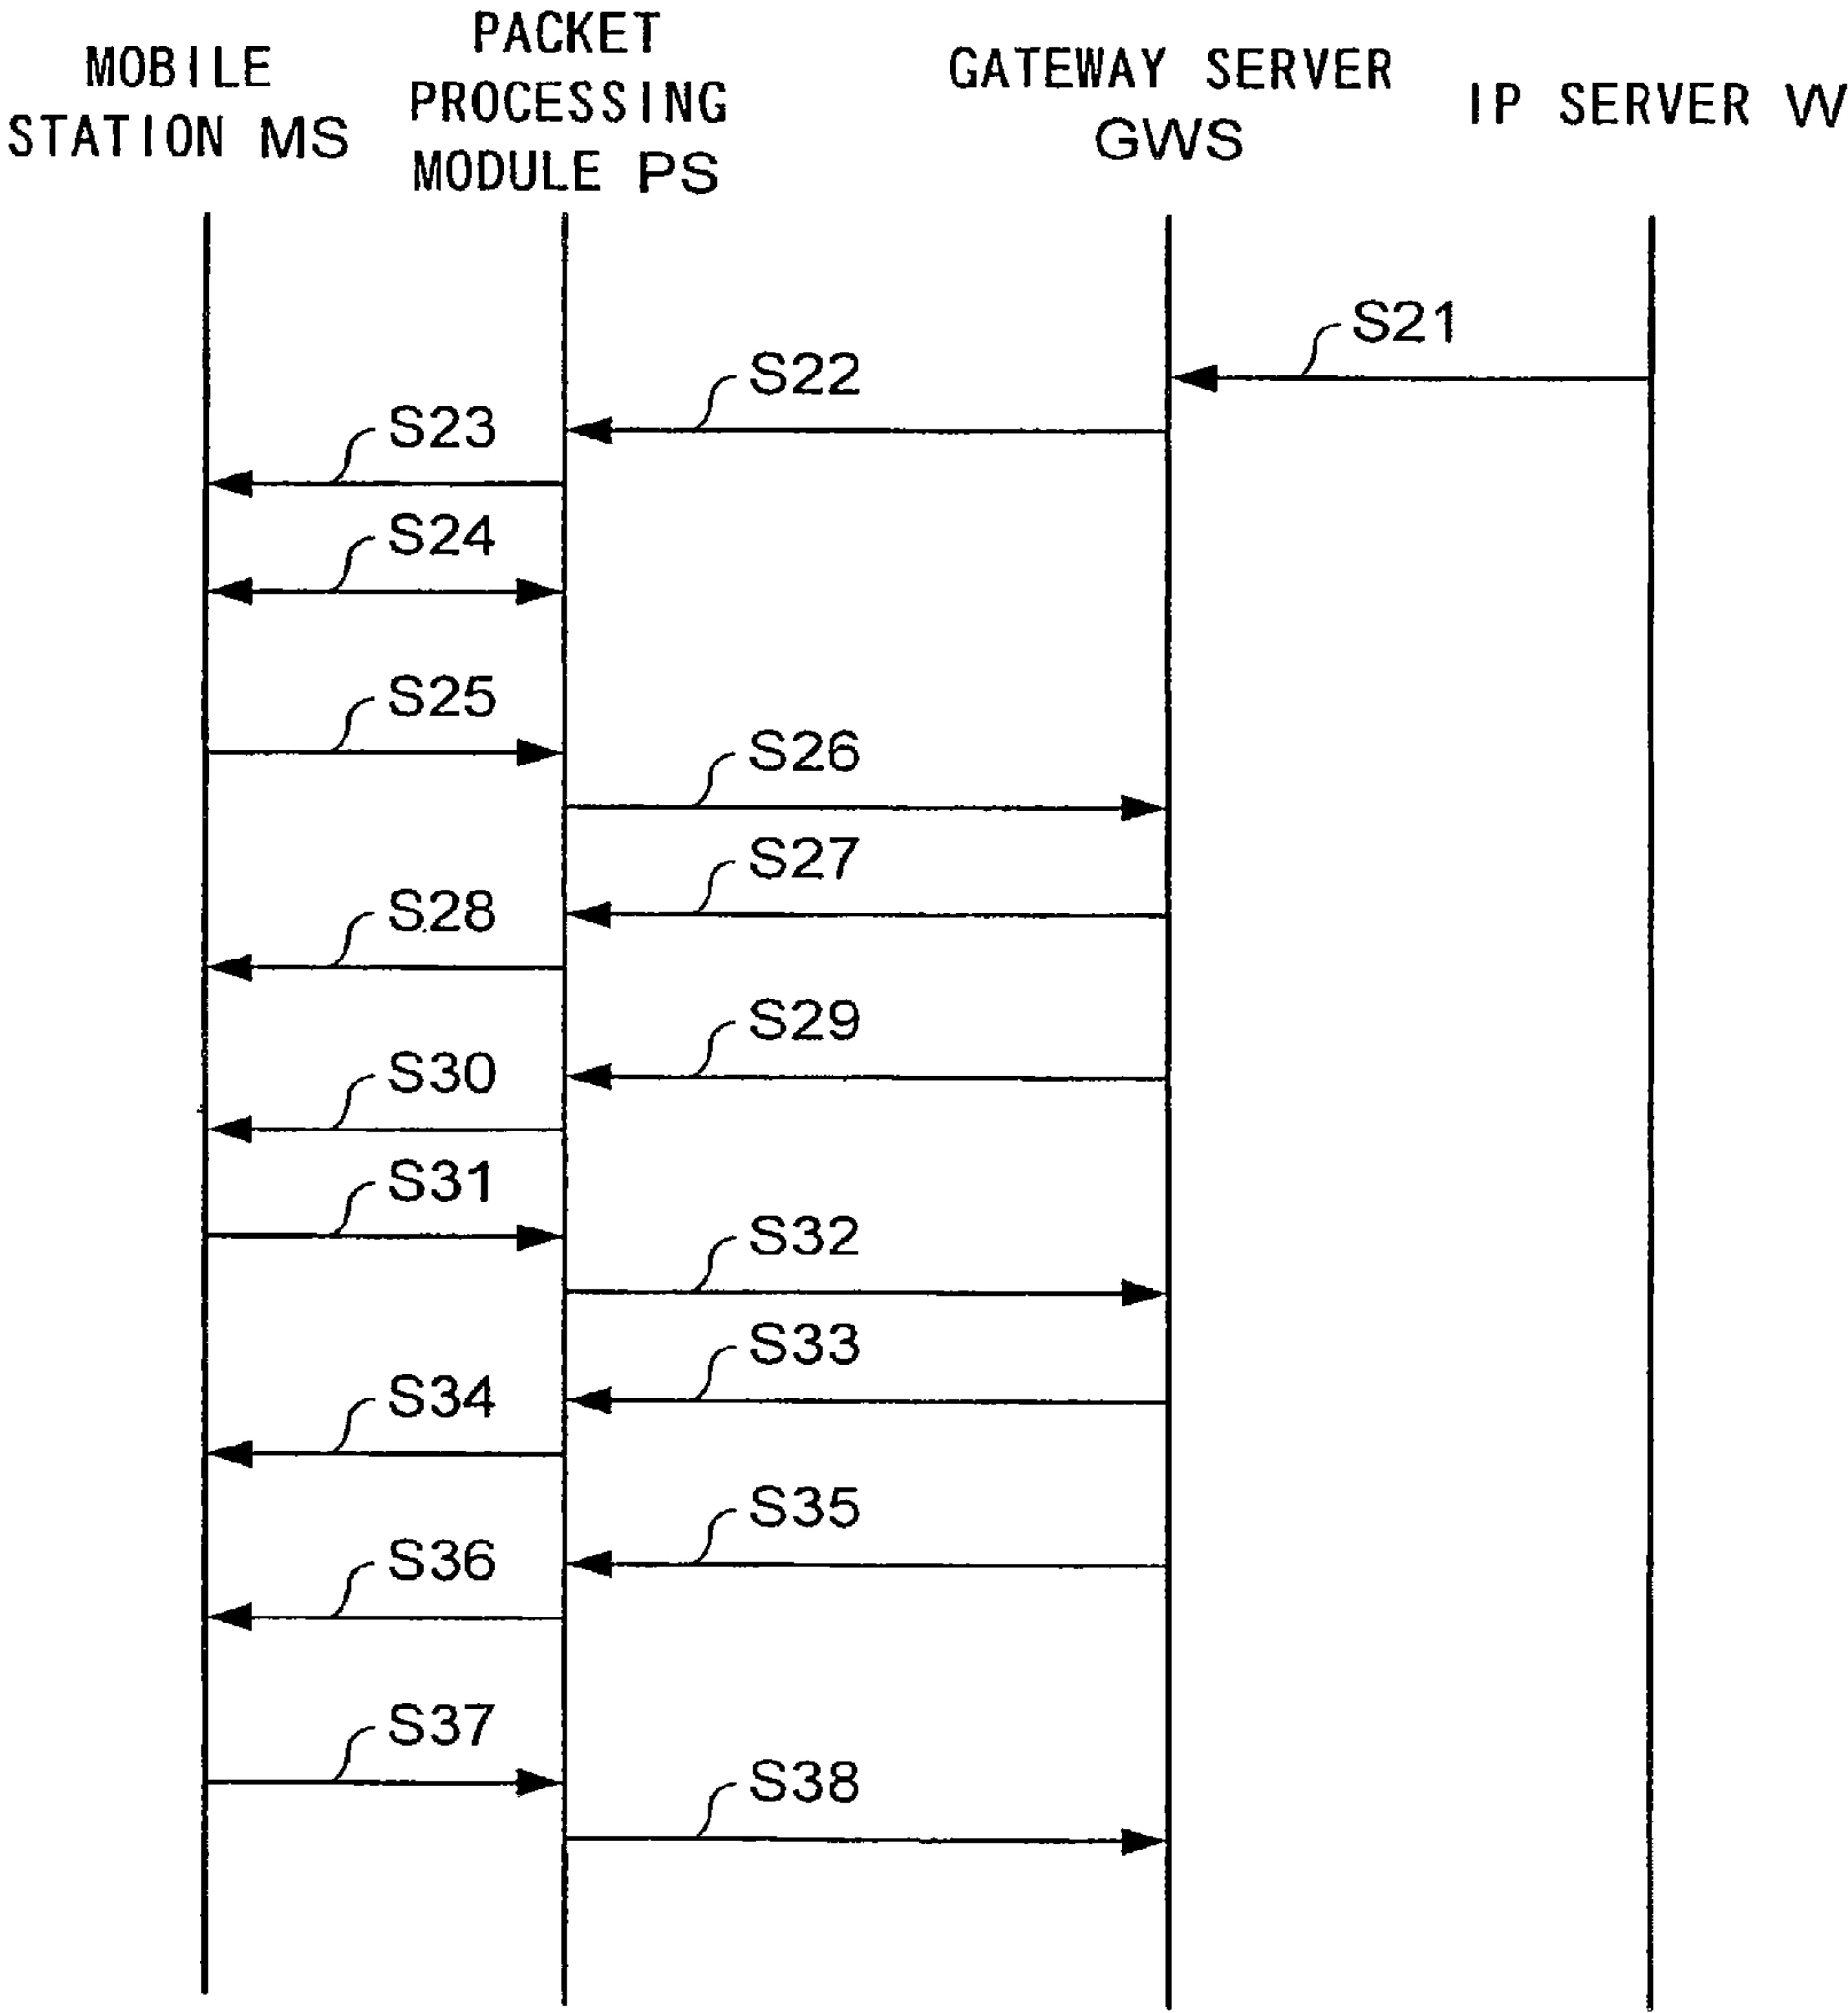 MOBILE
STATION MS
PACKET
PROCESSING
MODULE PS
GATEWAY SERVER
GWS
IP SERVER W
S21
S22
S23
S24
S25
S26
S27
S28
S29
S30
S31
S32
S33
S34
S35
S36
S37
S38